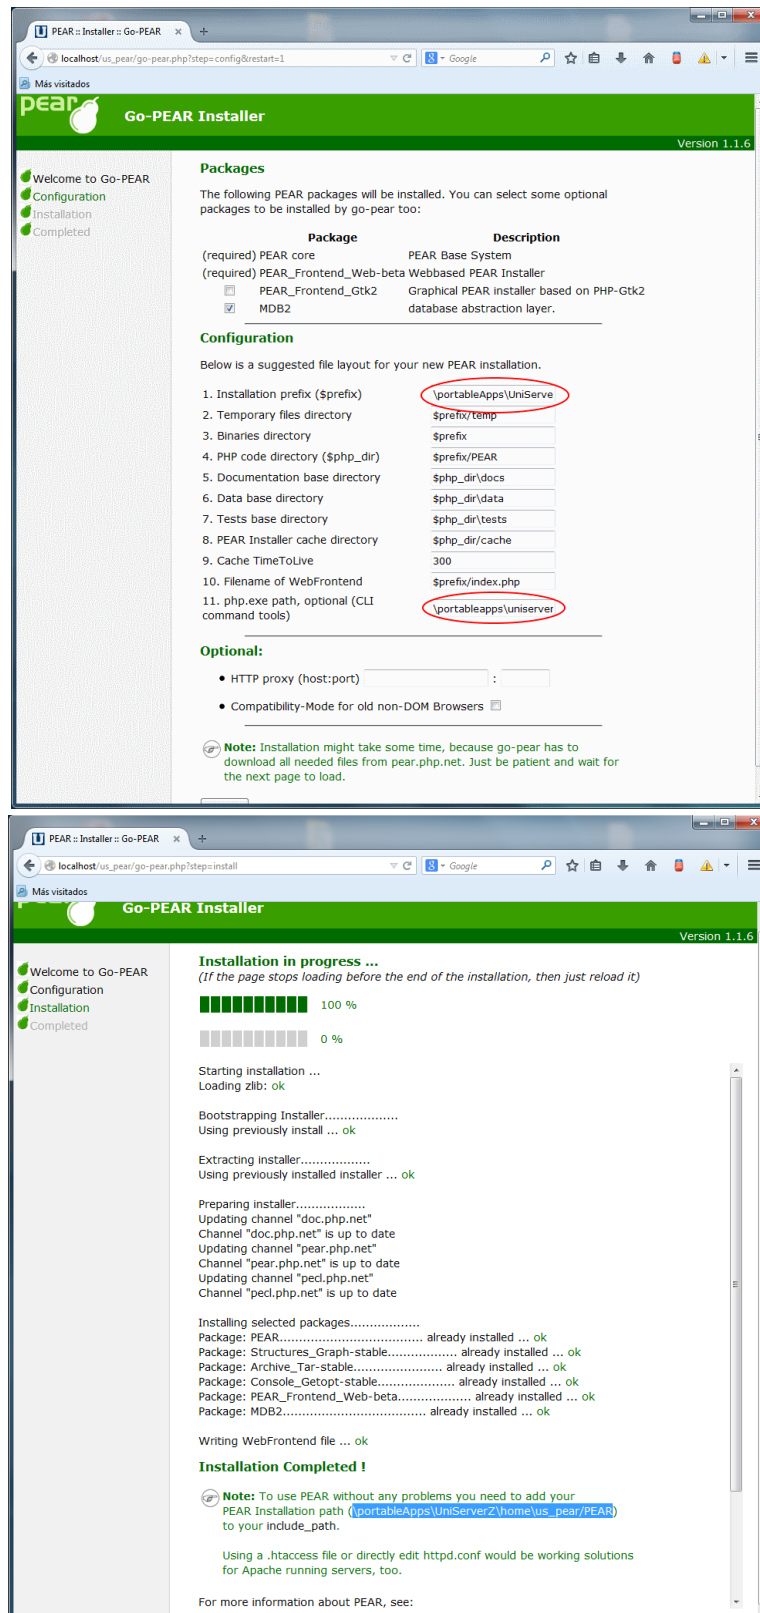 PEAR :: Installer :: Go-PEAR × +
localhost/us_pear/go-pear.php?step=config&restart=1
8 - Google
Más visitados
pear
Go-PEAR Installer
Version 1.1.6
Welcome to Go-PEAR
Configuration
Installation
Completed
Packages
The following PEAR packages will be installed. You can select some optional
packages to be installed by go-pear too:
Package Description
(required) PEAR core PEAR Base System
(required) PEAR_Frontend_Web-beta Webbased PEAR Installer
PEAR_Frontend_Gtk2 Graphical PEAR installer based on PHP-Gtk2
MDB2 database abstraction layer.
Configuration
Below is a suggested file layout for your new PEAR installation.
1. Installation prefix ($prefix) \portableApps\UniServe
2. Temporary files directory $prefix/temp
3. Binaries directory $prefix
4. PHP code directory ($php_dir) $prefix/PEAR
5. Documentation base directory $php_dir\docs
6. Data base directory $php_dir\data
7. Tests base directory $php_dir\tests
8. PEAR Installer cache directory $php_dir/cache
9. Cache TimeToLive 300
10. Filename of WebFrontend $prefix/index.php
11. php.exe path, optional (CLI
command tools) \portableapps\uniserver
Optional:
• HTTP proxy (host:port) :
• Compatibility-Mode for old non-DOM Browsers
Note: Installation might take some time, because go-pear has to
download all needed files from pear.php.net. Just be patient and wait for
the next page to load.
PEAR :: Installer :: Go-PEAR × +
localhost/us_pear/go-pear.php?step=install
8 - Google
Más visitados
Go-PEAR Installer
Version 1.1.6
Welcome to Go-PEAR
Configuration
Installation
Completed
Installation in progress ...
(If the page stops loading before the end of the installation, then just reload it)
100 %
0 %
Starting installation ...
Loading zlib: ok
Bootstrapping Installer...................
Using previously install ... ok
Extracting installer..................
Using previously installed installer ... ok
Preparing installer..................
Updating channel "doc.php.net"
Channel "doc.php.net" is up to date
Updating channel "pear.php.net"
Channel "pear.php.net" is up to date
Updating channel "pecl.php.net"
Channel "pecl.php.net" is up to date
Installing selected packages..................
Package: PEAR..................................... already installed ... ok
Package: Structures_Graph-stable.................. already installed ... ok
Package: Archive_Tar-stable....................... already installed ... ok
Package: Console_Getopt-stable.................... already installed ... ok
Package: PEAR_Frontend_Web-beta................... already installed ... ok
Package: MDB2..................................... already installed ... ok
Writing WebFrontend file ... ok
Installation Completed !
Note: To use PEAR without any problems you need to add your
PEAR Installation path (\portableApps\UniServerZ\home\us_pear/PEAR)
to your include_path.
Using a .htaccess file or directly edit httpd.conf would be working solutions
for Apache running servers, too.
For more information about PEAR, see: